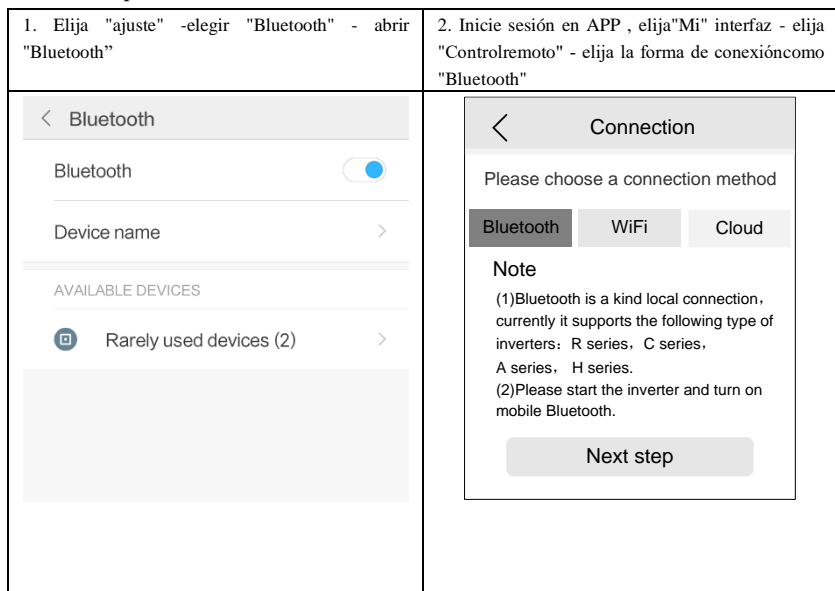 1. Elija "ajuste" -elegir "Bluetooth" - abrir
"Bluetooth”
2. Inicie sesión en APP , elija"Mi" interfaz - elija
"Controlremoto" - elija la forma de conexióncomo
"Bluetooth"
Bluetooth
Bluetooth
Device name
AVAILABLE DEVICES
Rarely used devices (2)
Connection
Please choose a connection method
Bluetooth WiFi Cloud
Note
(1)Bluetooth is a kind local connection，
currently it supports the following type of
inverters：R series，C series，
A series， H series.
(2)Please start the inverter and turn on
mobile Bluetooth.
Next step